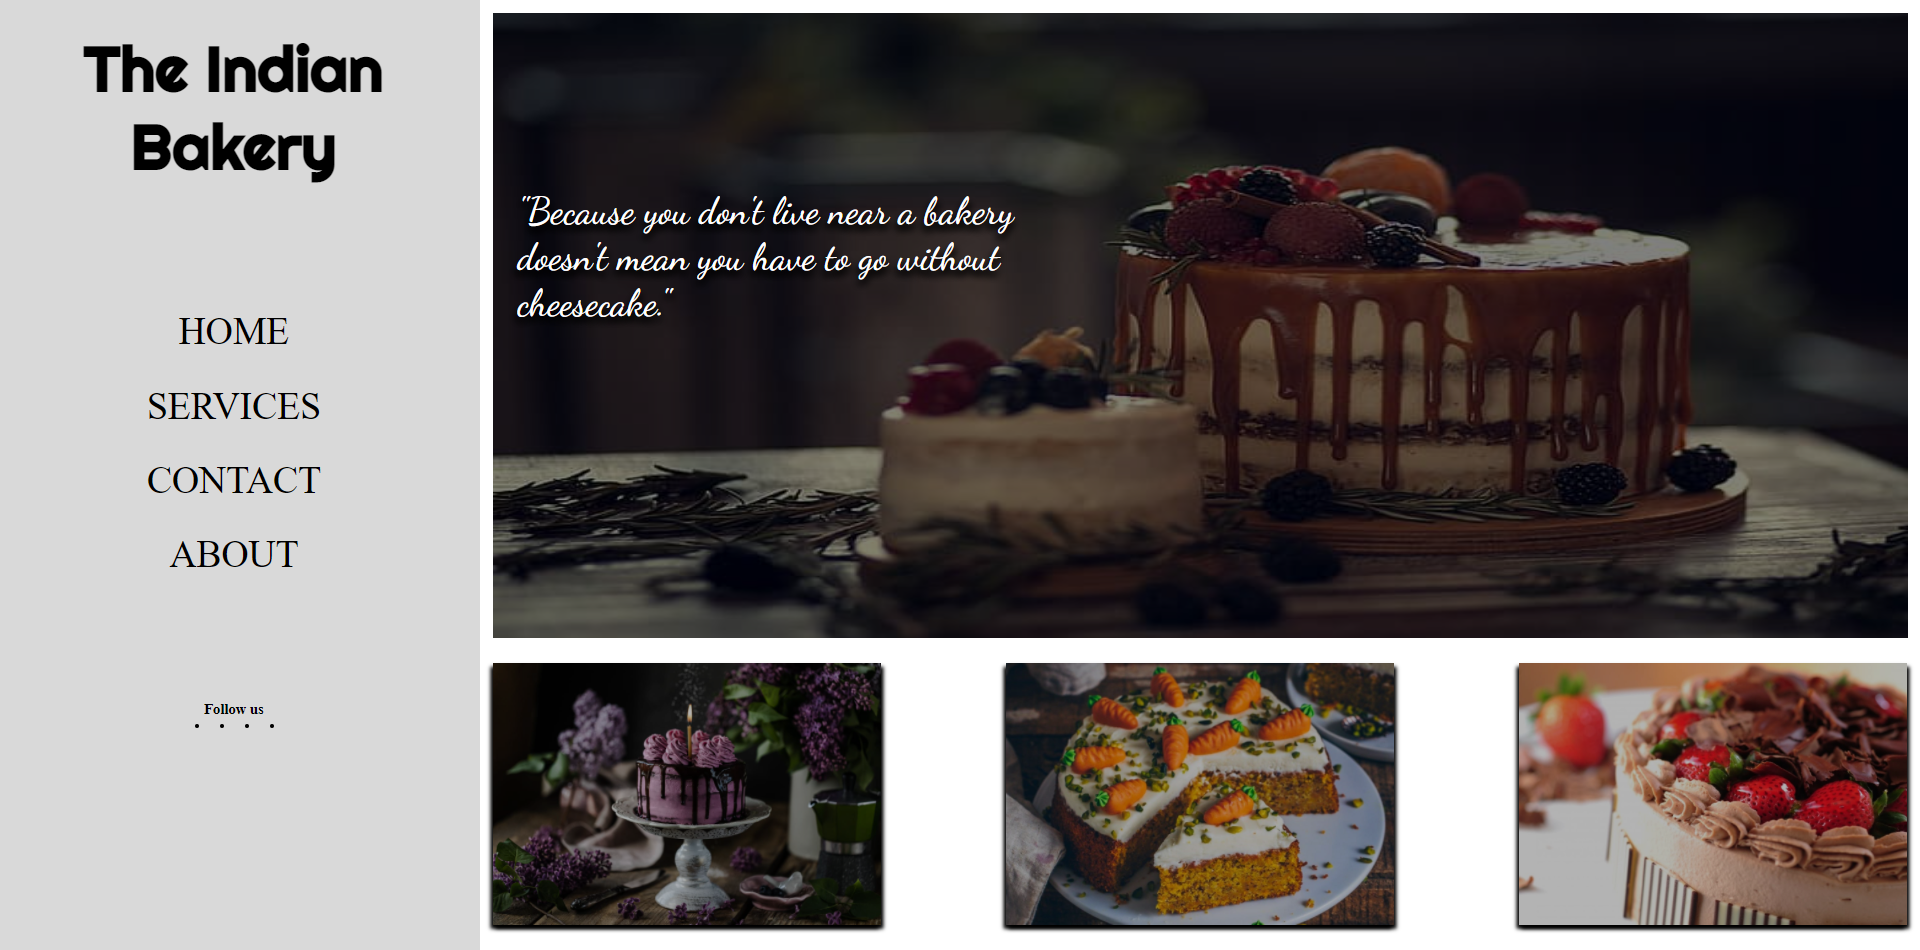 The Indian
Bakery
HOME
SERVICES
CONTACT
ABOUT
Follow us
"Because you don't live near a bakery
doesn't mean you have to go without
cheesecake."